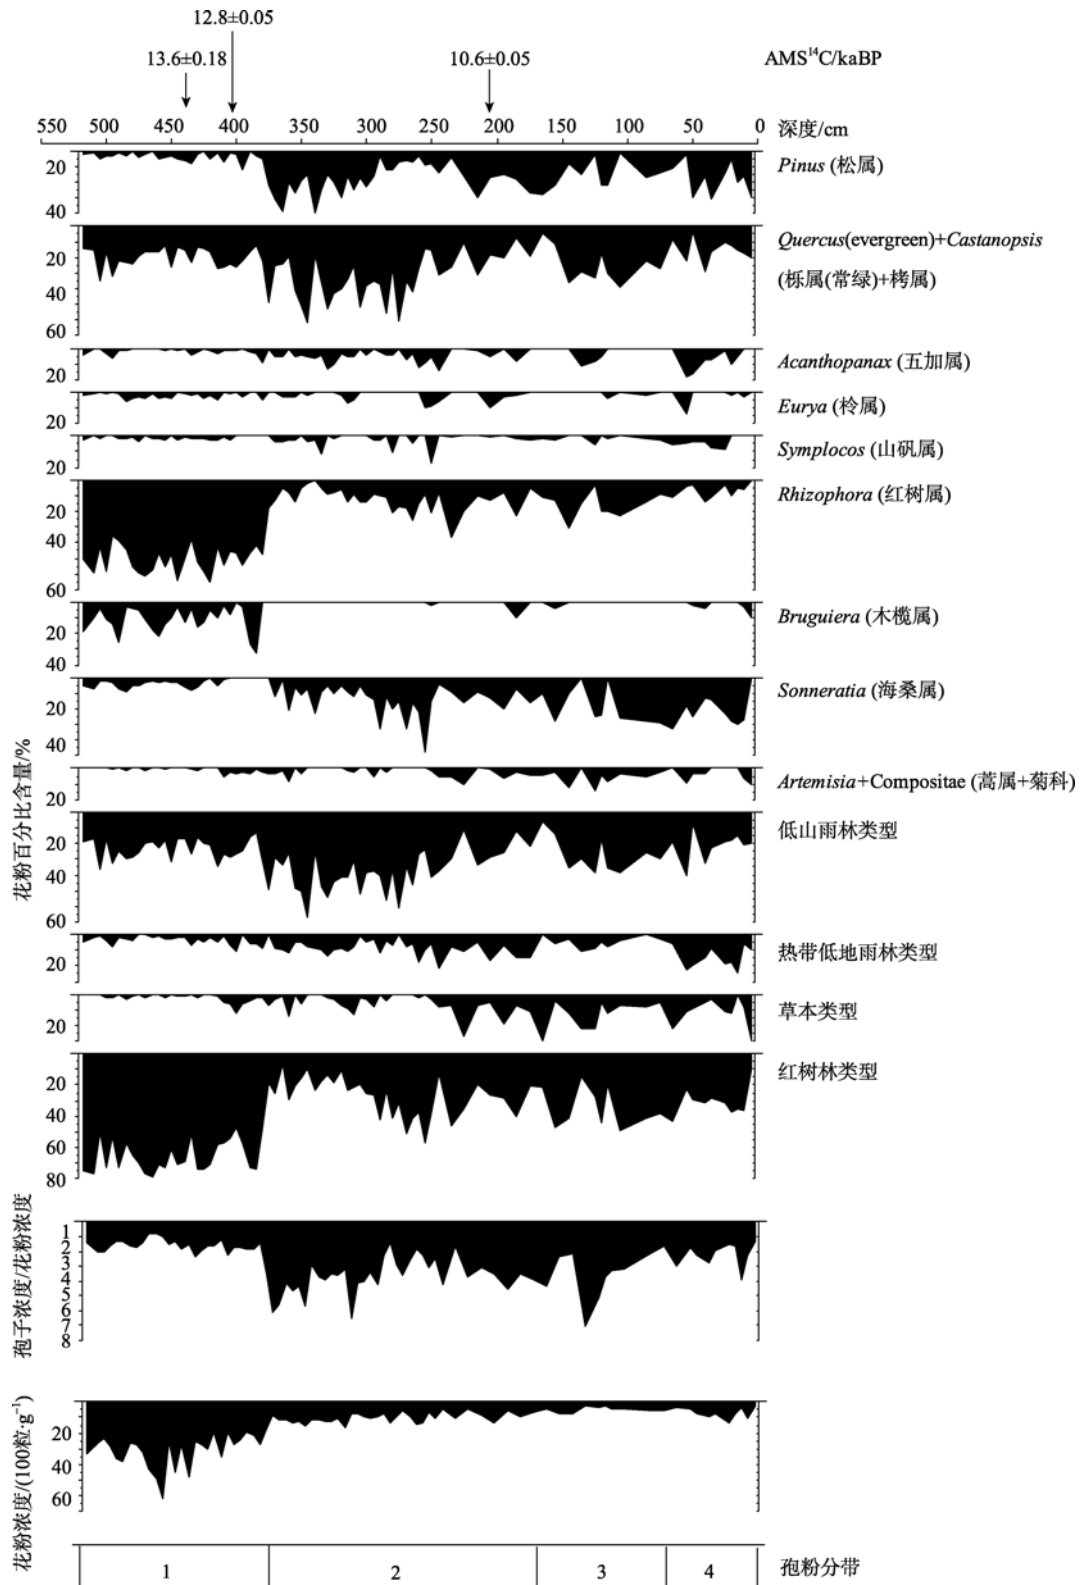 12.8±0.05
13.6±0.18
10.6±0.05
AMS¹⁴C/kaBP
550 500 450 400 350 300 250 200 150 100 50 0
深度/cm
20
40
Pinus (松属)
20
40
60
Quercus(evergreen)+Castanopsis
(栎属(常绿)+栲属)
20
Acanthopanax (五加属)
20
Eurya (柃属)
20
Symplocos (山矾属)
20
40
60
Rhizophora (红树属)
20
40
Bruguiera (木榄属)
20
40
Sonneratia (海桑属)
20
Artemisia+Compositae (蒿属+菊科)
20
40
60
低山雨林类型
20
热带低地雨林类型
20
草本类型
20
40
60
80
红树林类型
花粉百分比含量/%
1
2
3
4
5
6
7
8
孢子浓度/花粉浓度
20
40
60
花粉浓度/(100粒·g⁻¹)
1 2 3 4
孢粉分带